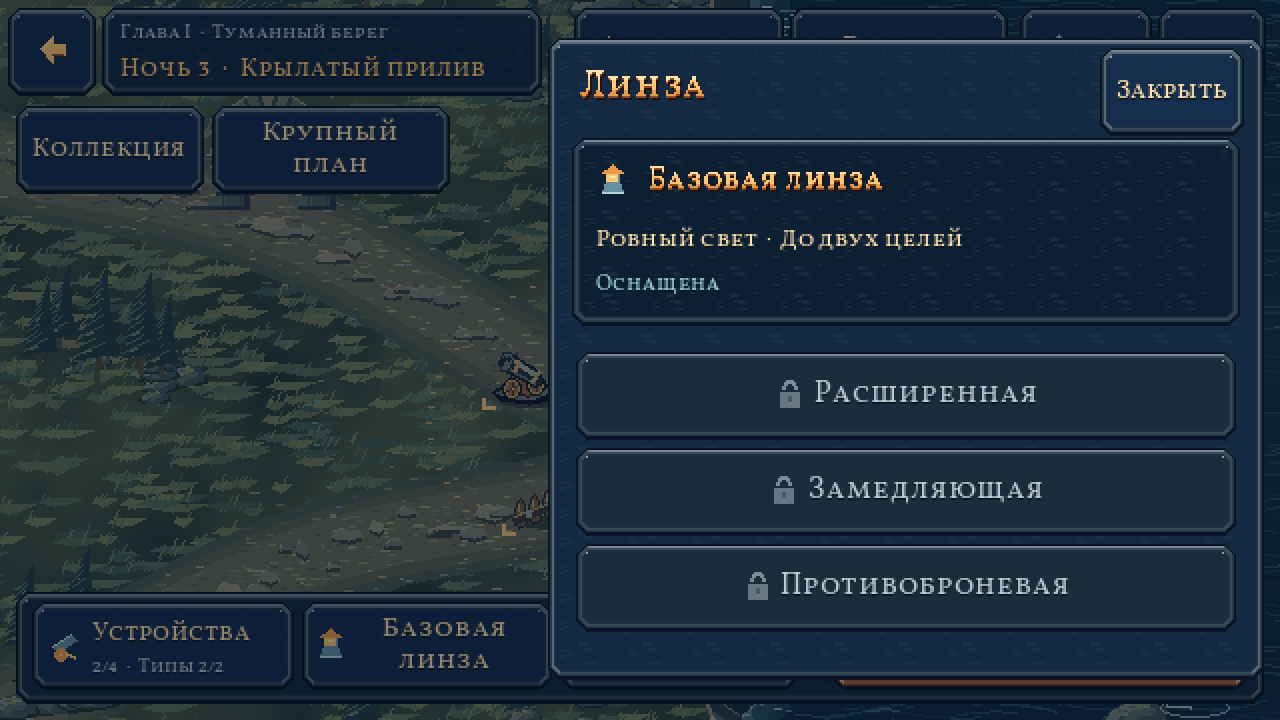 Глава I · Туманный берег
Ночь 3 · Крылатый прилив
Коллекция
Крупный
план
Линза
Закрыть
Базовая линза
Ровный свет · До двух целей
Оснащена
Расширенная
Замедляющая
Противоброневая
Устройства
2/4 · Типы 2/2
Базовая
линза